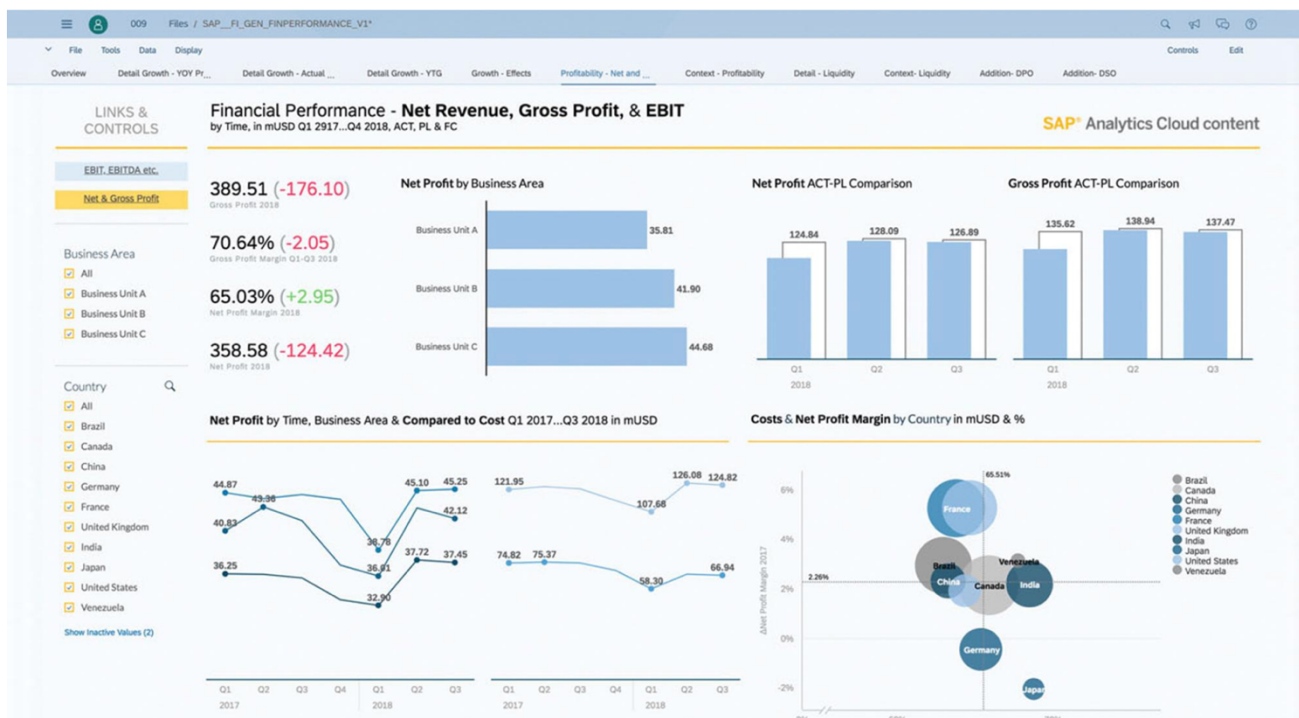 009 Files / SAP__FI_GEN_FINPERFORMANCE_V1*
File Tools Data Display Controls Edit
Overview Detail Growth - YOY Pr... Detail Growth - Actual ... Detail Growth - YTG Growth - Effects Profitability - Net and ... Context - Profitability Detail - Liquidity Context- Liquidity Addition- DPO Addition- DSO
LINKS &
CONTROLS
EBIT, EBITDA etc.
Net & Gross Profit
Business Area
All
Business Unit A
Business Unit B
Business Unit C
Country
All
Brazil
Canada
China
Germany
France
United Kingdom
India
Japan
United States
Venezuela
Show Inactive Values (2)
Financial Performance - Net Revenue, Gross Profit, & EBIT
by Time, in mUSD Q1 2917...Q4 2018, ACT, PL & FC
SAP® Analytics Cloud content
389.51 (-176.10)
Gross Profit 2018
70.64% (-2.05)
Gross Profit Margin Q1-Q3 2018
65.03% (+2.95)
Net Profit Margin 2018
358.58 (-124.42)
Net Profit 2018
Net Profit by Business Area
Business Unit A 35.81
Business Unit B 41.90
Business Unit C 44.68
Net Profit ACT-PL Comparison
124.84 128.09 126.89
Q1 Q2 Q3
2018
Gross Profit ACT-PL Comparison
135.62 138.94 137.47
Q1 Q2 Q3
2018
Net Profit by Time, Business Area & Compared to Cost Q1 2017...Q3 2018 in mUSD
44.87 43.36 38.78 45.10 45.25
40.83 36.61 42.12
36.25 32.90 37.72 37.45
Q1 Q2 Q3 Q4 Q1 Q2 Q3
2017 2018
121.95 107.68 126.08 124.82
74.82 75.37 58.30 66.94
Q1 Q2 Q3 Q4 Q1 Q2 Q3
2017 2018
Costs & Net Profit Margin by Country in mUSD & %
65.51%
6%
4%
2%
0%
-2%
ΔNet Profit Margin 2017
2.26%
France
Brazil
China
Canada
Venezuela
India
Germany
Japan
Brazil
Canada
China
Germany
France
United Kingdom
India
Japan
United States
Venezuela